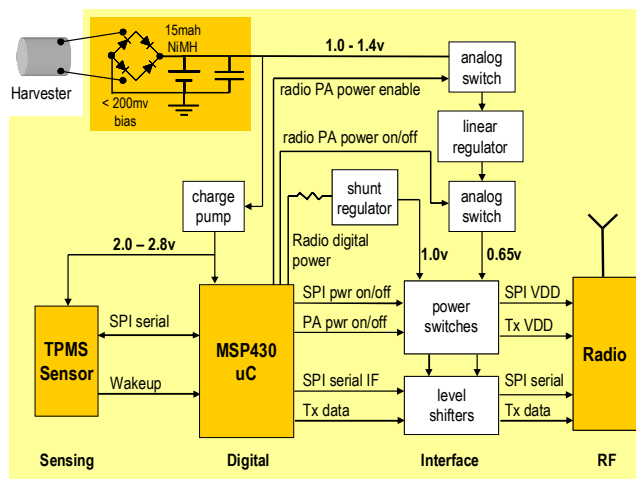 15mah
NiMH
1.0 - 1.4v
analog
switch
Harvester
< 200mv
bias
radio PA power enable
linear
regulator
radio PA power on/off
charge
pump
shunt
regulator
analog
switch
Radio digital
power
2.0 – 2.8v
1.0v
0.65v
SPI serial
SPI pwr on/off
power
switches
SPI VDD
TPMS
Sensor
MSP430
uC
PA pwr on/off
Tx VDD
Radio
Wakeup
SPI serial IF
level
shifters
SPI serial
Tx data
Tx data
Sensing
Digital
Interface
RF